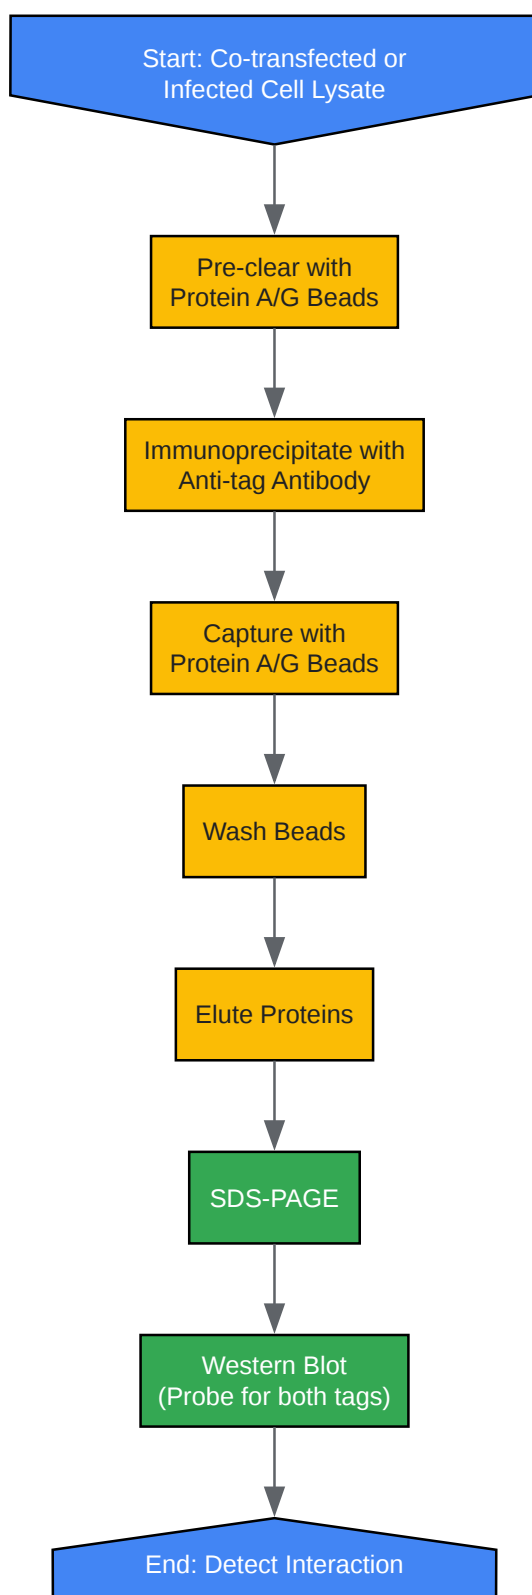 Start: Co-transfected or
Infected Cell Lysate
Pre-clear with
Protein A/G Beads
Immunoprecipitate with
Anti-tag Antibody
Capture with
Protein A/G Beads
Wash Beads
Elute Proteins
SDS-PAGE
Western Blot
(Probe for both tags)
End: Detect Interaction